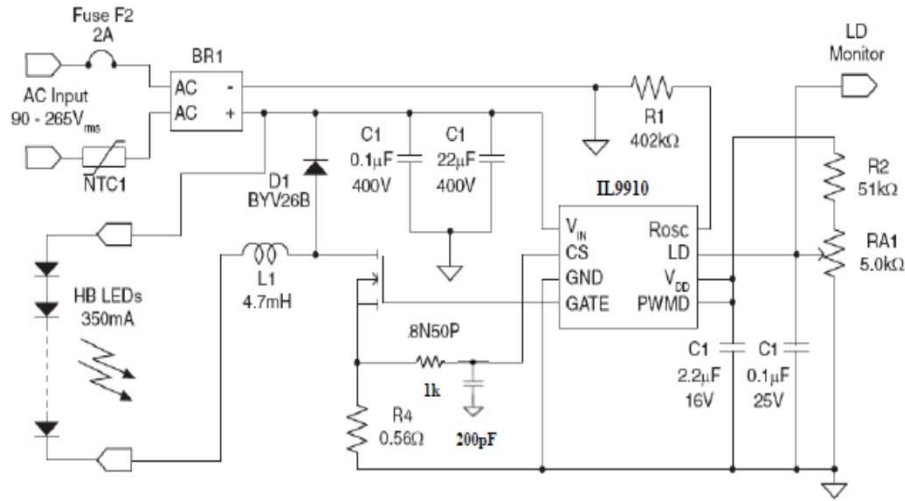 Fuse F2
2A
AC Input
90 - 265Vrms
NTC1
BR1
AC -
AC +
D1
BYV26B
C1
0.1µF
400V
C1
22µF
400V
R1
402kΩ
LD
Monitor
IL9910
VIN
CS
GND
GATE
Rosc
LD
VDD
PWMD
R2
51kΩ
RA1
5.0kΩ
L1
4.7mH
HB LEDs
350mA
8N50P
1k
200pF
R4
0.56Ω
C1
2.2µF
16V
C1
0.1µF
25V